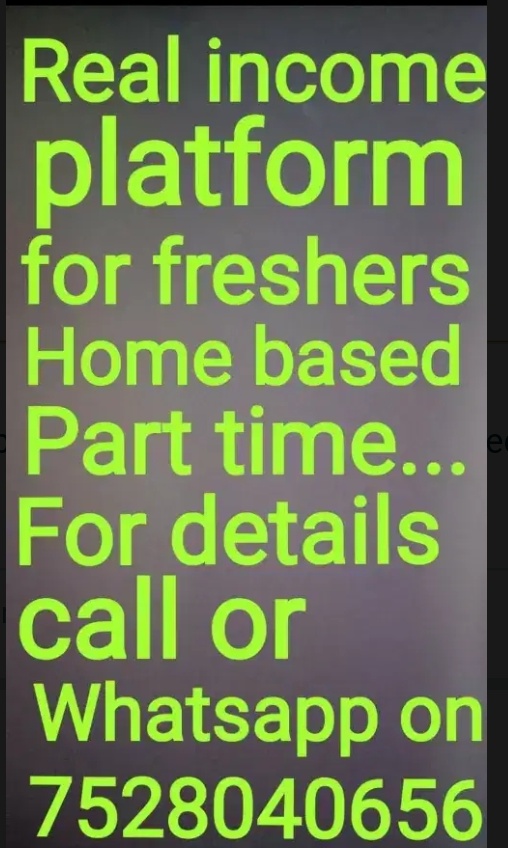 Real income
platform
for freshers
Home based
Part time...
For details
call or
Whatsapp on
7528040656